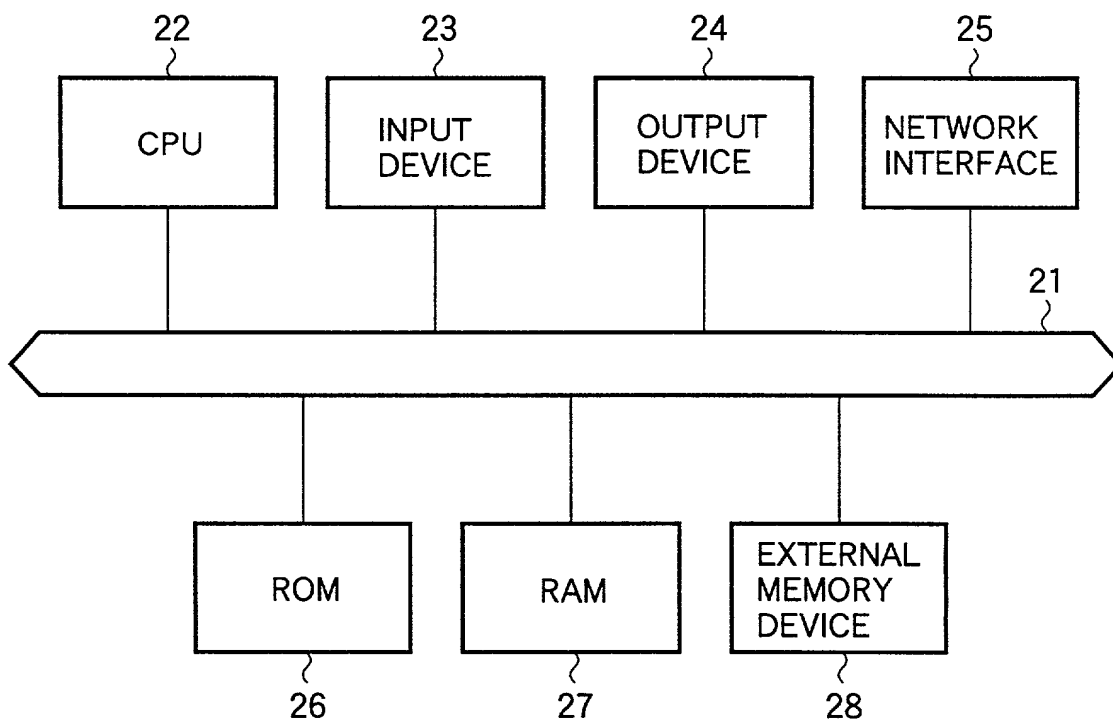 22
23
24
25
CPU
INPUT
DEVICE
OUTPUT
DEVICE
NETWORK
INTERFACE
21
ROM
RAM
EXTERNAL
MEMORY
DEVICE
26
27
28